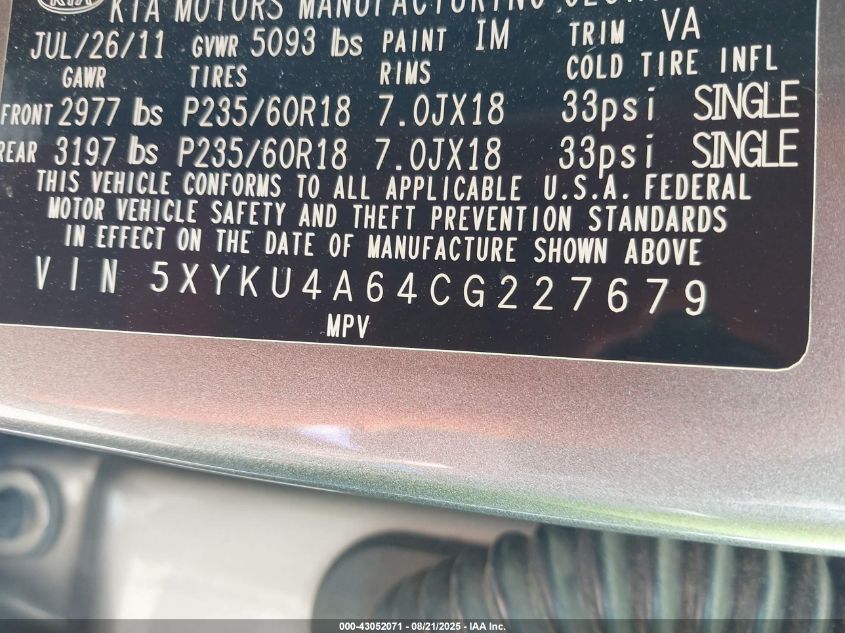 KIA KIA MOTORS MANUFACTURING
JUL/26/11 GVWR 5093 lbs PAINT IM TRIM VA
GAWR TIRES RIMS COLD TIRE INFL
FRONT 2977 lbs P235/60R18 7.0JX18 33psi SINGLE
REAR 3197 lbs P235/60R18 7.0JX18 33psi SINGLE
THIS VEHICLE CONFORMS TO ALL APPLICABLE U.S.A. FEDERAL
MOTOR VEHICLE SAFETY AND THEFT PREVENTION STANDARDS
IN EFFECT ON THE DATE OF MANUFACTURE SHOWN ABOVE
VIN 5XYKU4A64CG227679
MPV
000-43052071 - 08/21/2025 - IAA Inc.